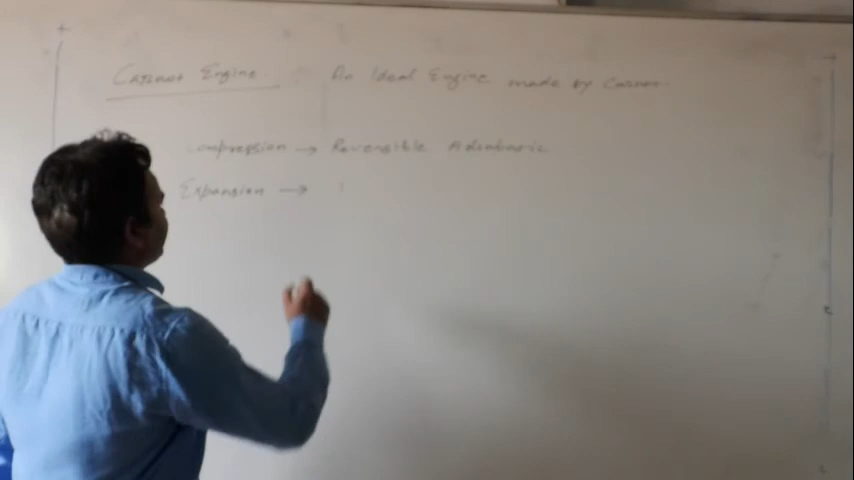 Carnot Engine An Ideal Engine made by Carnot.
Compression → Reversible Adiabatic
Expansion →